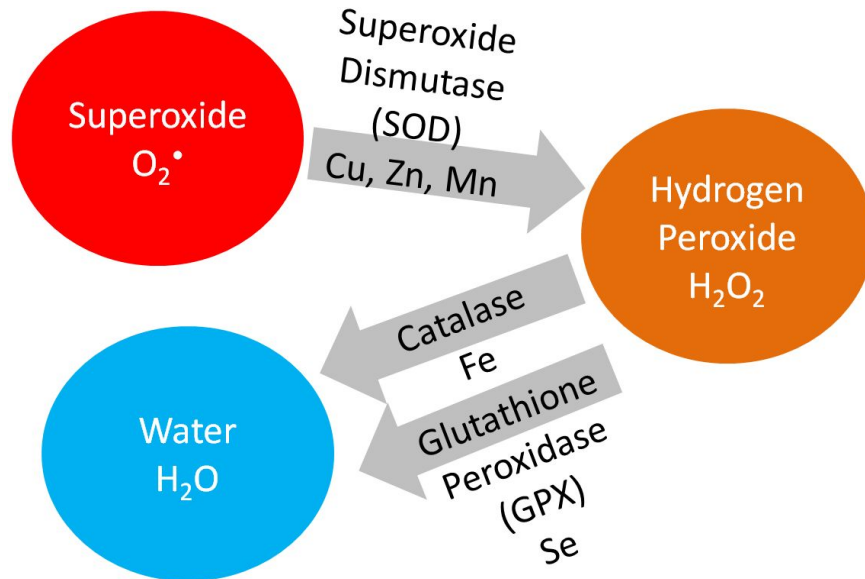 Superoxide
O₂•
Superoxide
Dismutase
(SOD)
Cu, Zn, Mn
Hydrogen
Peroxide
H₂O₂
Catalase
Fe
Glutathione
Peroxidase
(GPX)
Se
Water
H₂O